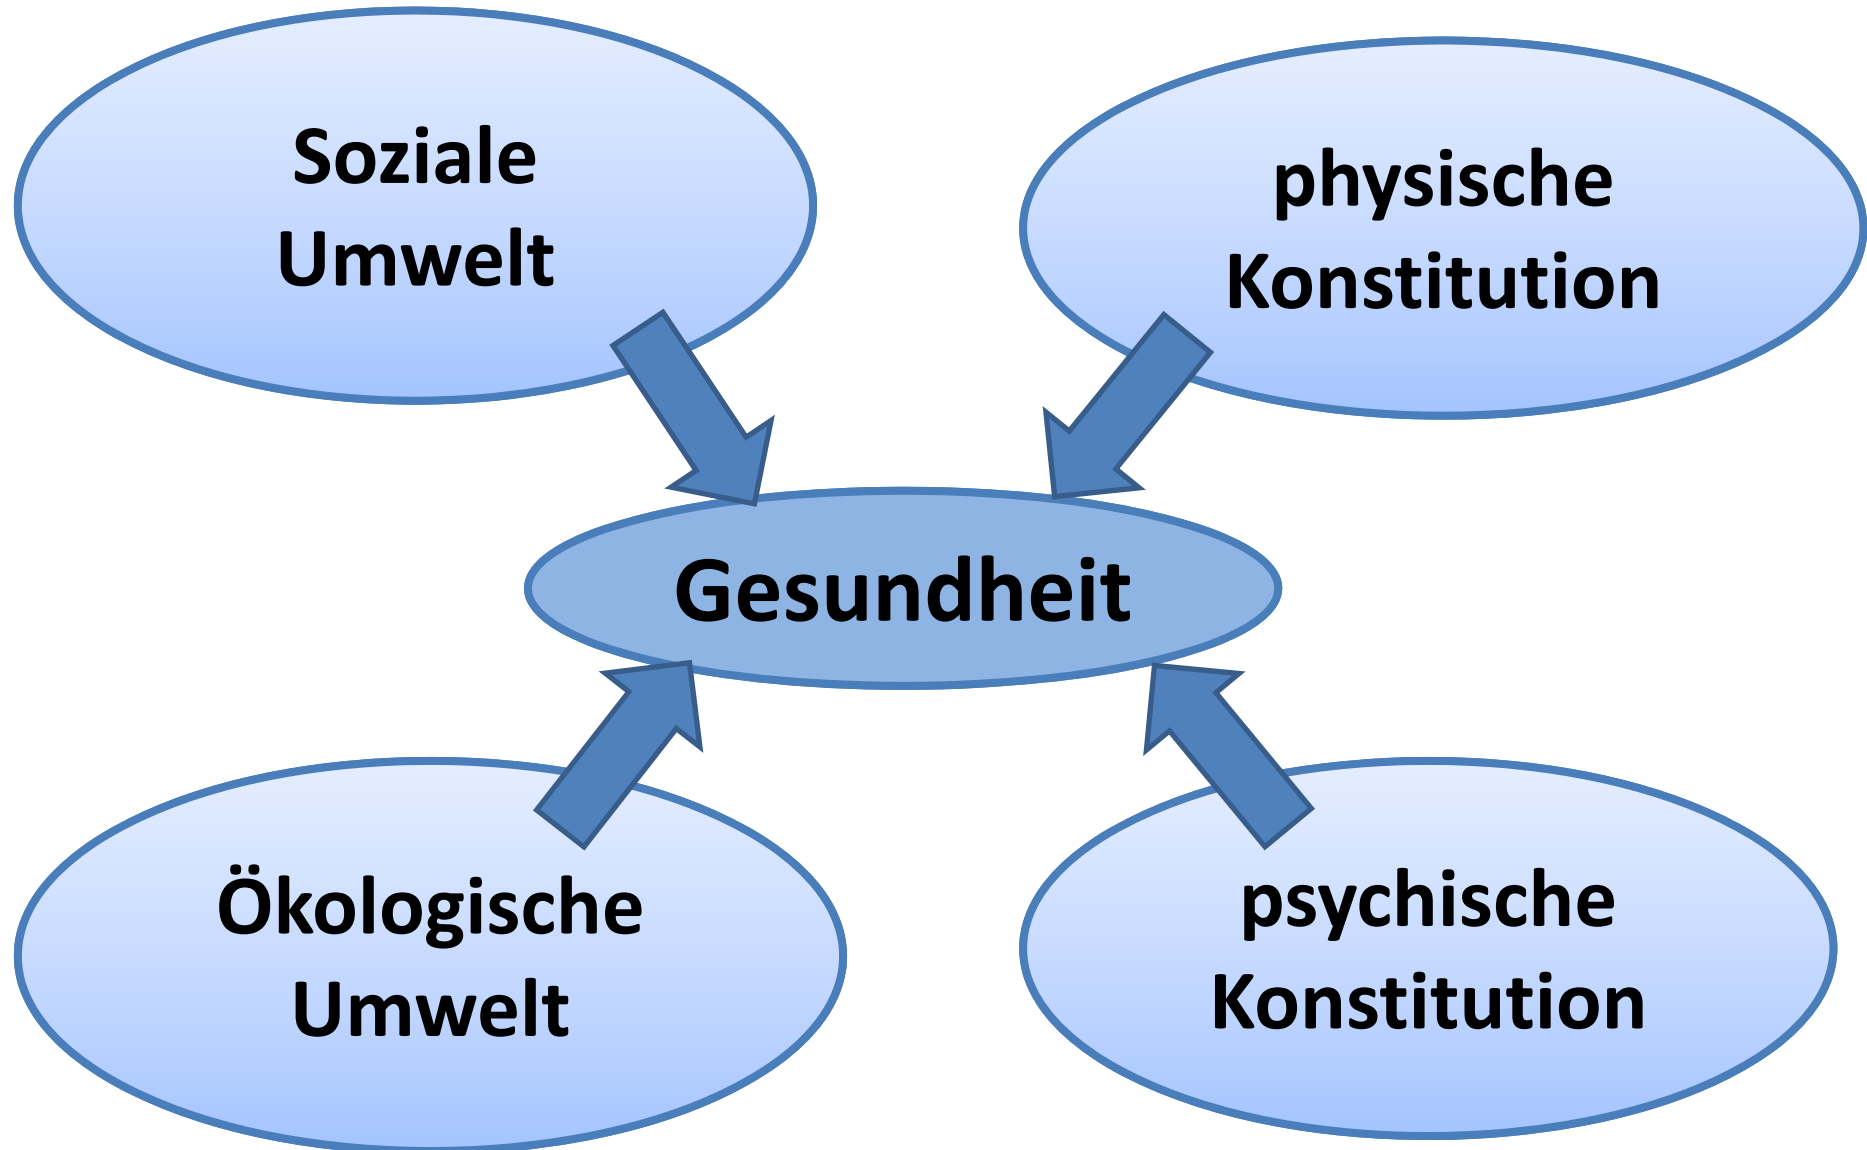 Soziale
Umwelt
physische
Konstitution
Gesundheit
Ökologische
Umwelt
psychische
Konstitution